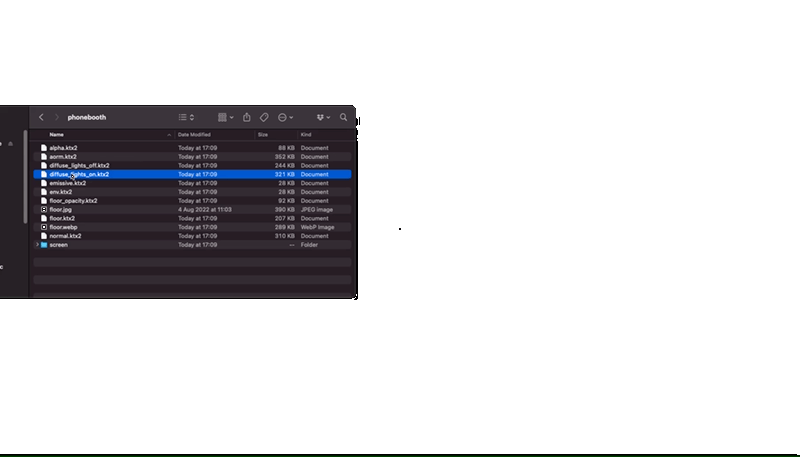 phonebooth
Name Date Modified Size Kind
alpha.ktx2 Today at 17:09 88 KB Document
aorm.ktx2 Today at 17:09 352 KB Document
diffuse_lights_off.ktx2 Today at 17:09 244 KB Document
diffuse_lights_on.ktx2 Today at 17:09 321 KB Document
emissive.ktx2 Today at 17:09 28 KB Document
env.ktx2 Today at 17:09 28 KB Document
floor_opacity.ktx2 Today at 17:09 92 KB Document
floor.jpg 4 Aug 2022 at 11:03 390 KB JPEG image
floor.ktx2 Today at 17:09 207 KB Document
floor.webp Today at 17:09 289 KB WebP Image
normal.ktx2 Today at 17:09 310 KB Document
screen Today at 17:09 -- Folder